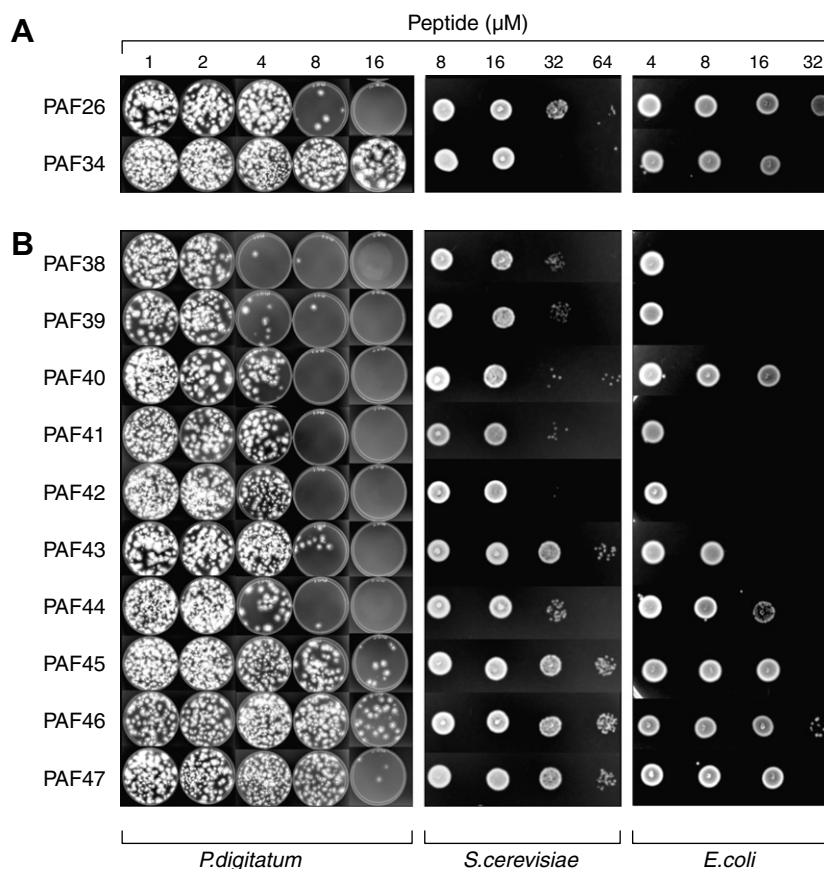 A
Peptide (µM)
1 2 4 8 16 8 16 32 64 4 8 16 32
PAF26
PAF34
B
PAF38
PAF39
PAF40
PAF41
PAF42
PAF43
PAF44
PAF45
PAF46
PAF47
P.digitatum S.cerevisiae E.coli